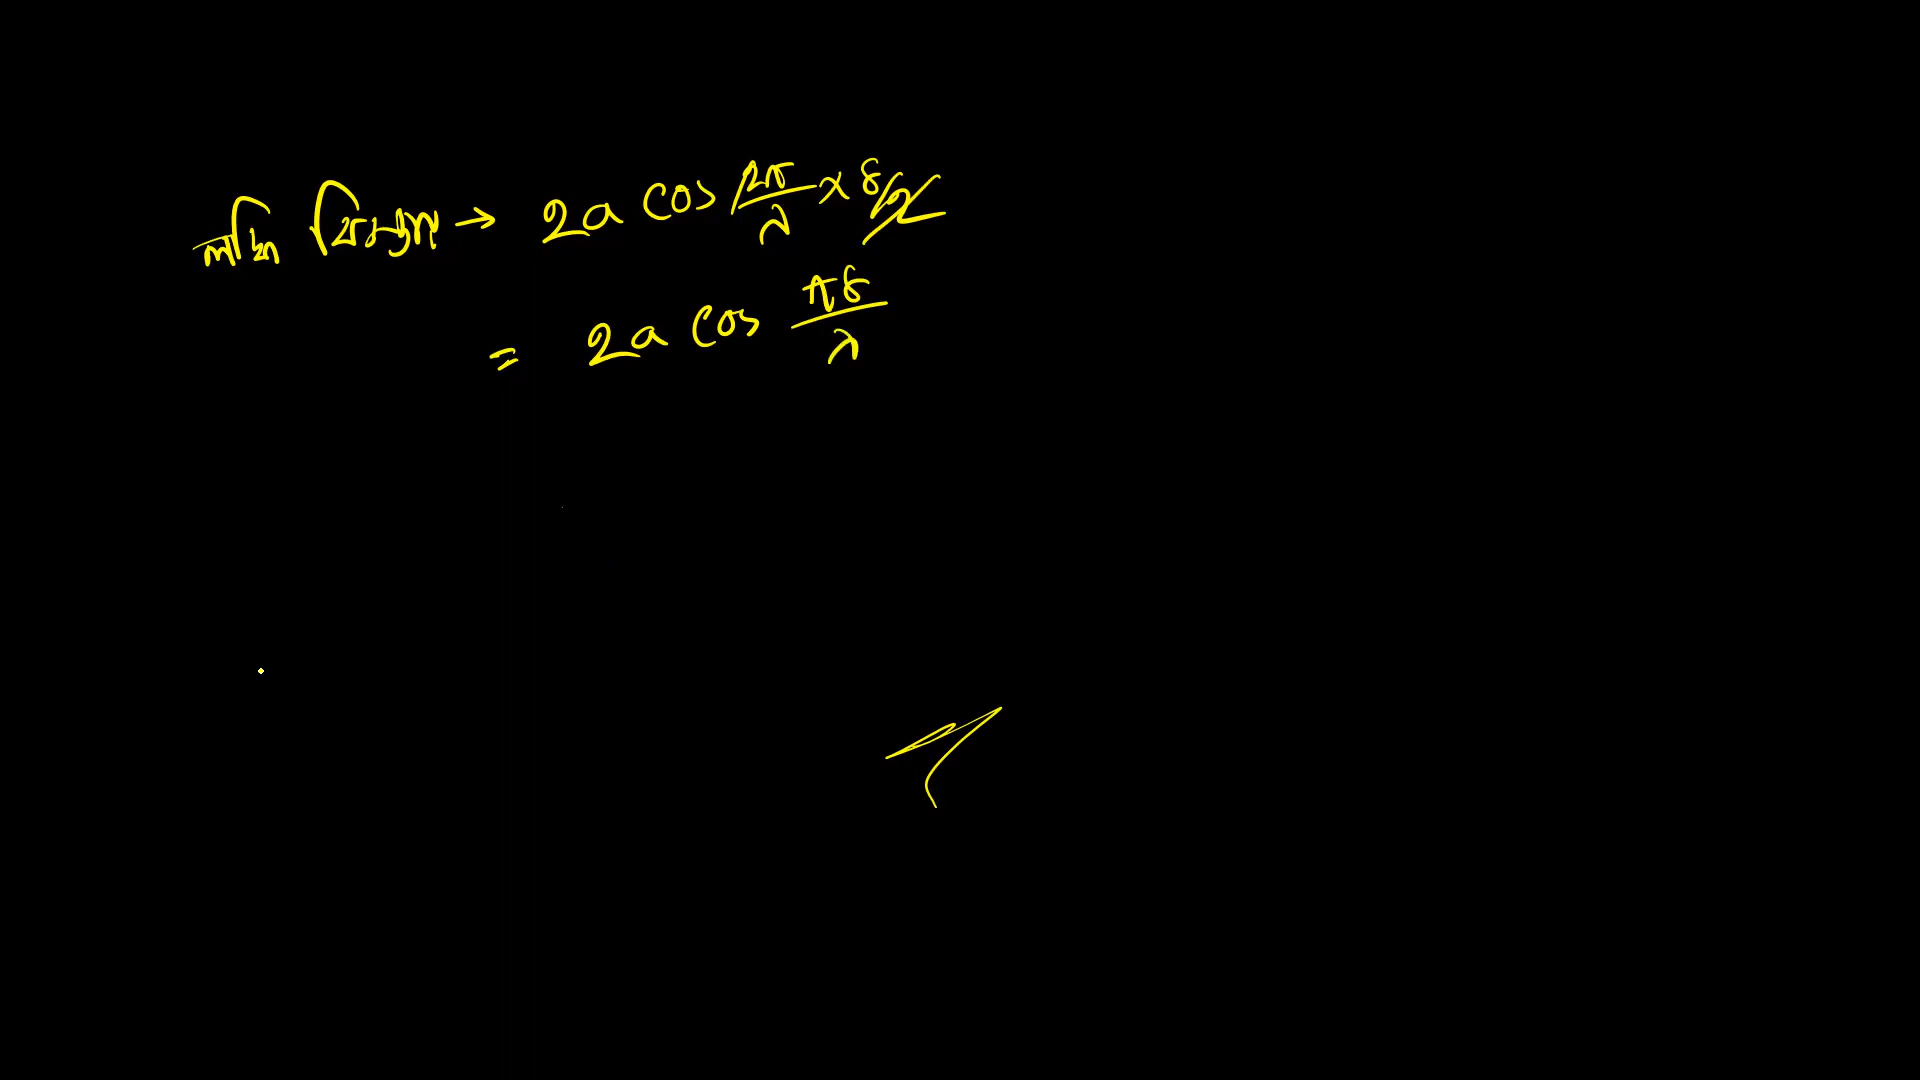 লব্ধি বিস্তার → 2a cos 2π/λ × δ/2
= 2a cos πδ/λ